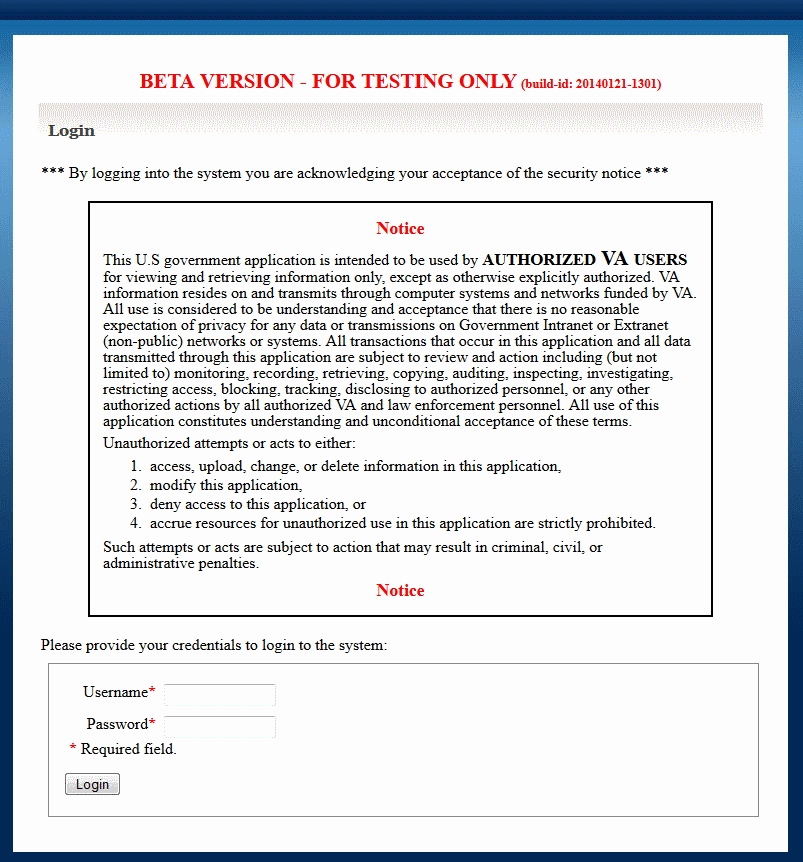 BETA VERSION - FOR TESTING ONLY (build-id: 20140121-1301)
Login
*** By logging into the system you are acknowledging your acceptance of the security notice ***
Notice
This U.S government application is intended to be used by AUTHORIZED VA USERS
for viewing and retrieving information only, except as otherwise explicitly authorized. VA
information resides on and transmits through computer systems and networks funded by VA.
All use is considered to be understanding and acceptance that there is no reasonable
expectation of privacy for any data or transmissions on Government Intranet or Extranet
(non-public) networks or systems. All transactions that occur in this application and all data
transmitted through this application are subject to review and action including (but not
limited to) monitoring, recording, retrieving, copying, auditing, inspecting, investigating,
restricting access, blocking, tracking, disclosing to authorized personnel, or any other
authorized actions by all authorized VA and law enforcement personnel. All use of this
application constitutes understanding and unconditional acceptance of these terms.
Unauthorized attempts or acts to either:
1. access, upload, change, or delete information in this application,
2. modify this application,
3. deny access to this application, or
4. accrue resources for unauthorized use in this application are strictly prohibited.
Such attempts or acts are subject to action that may result in criminal, civil, or
administrative penalties.
Notice
Please provide your credentials to login to the system:
Username*
Password*
* Required field.
Login